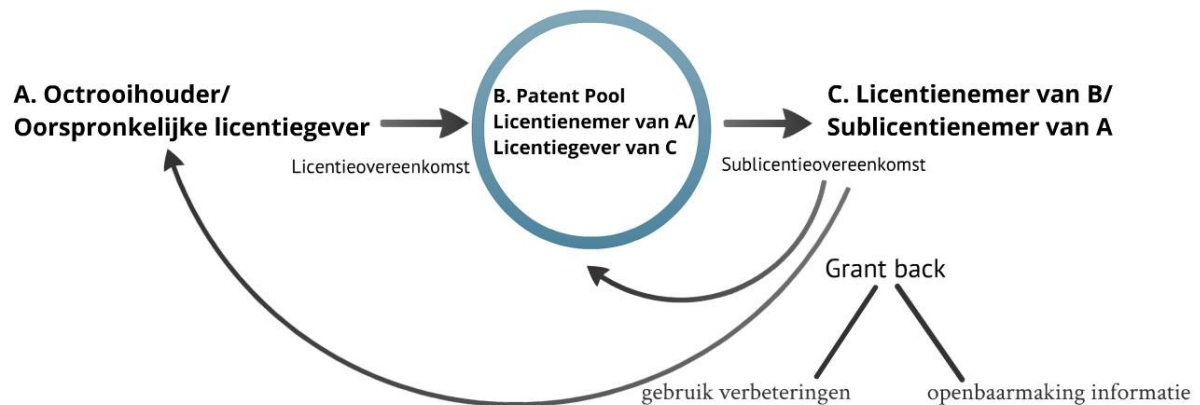 A. Octrooihouder/
Oorspronkelijke licentiegever
Licentieovereenkomst
B. Patent Pool
Licentienemer van A/
Licentiegever van C
C. Licentienemer van B/
Sublicentienemer van A
Sublicentieovereenkomst
Grant back
gebruik verbeteringen
openbaarmaking informatie